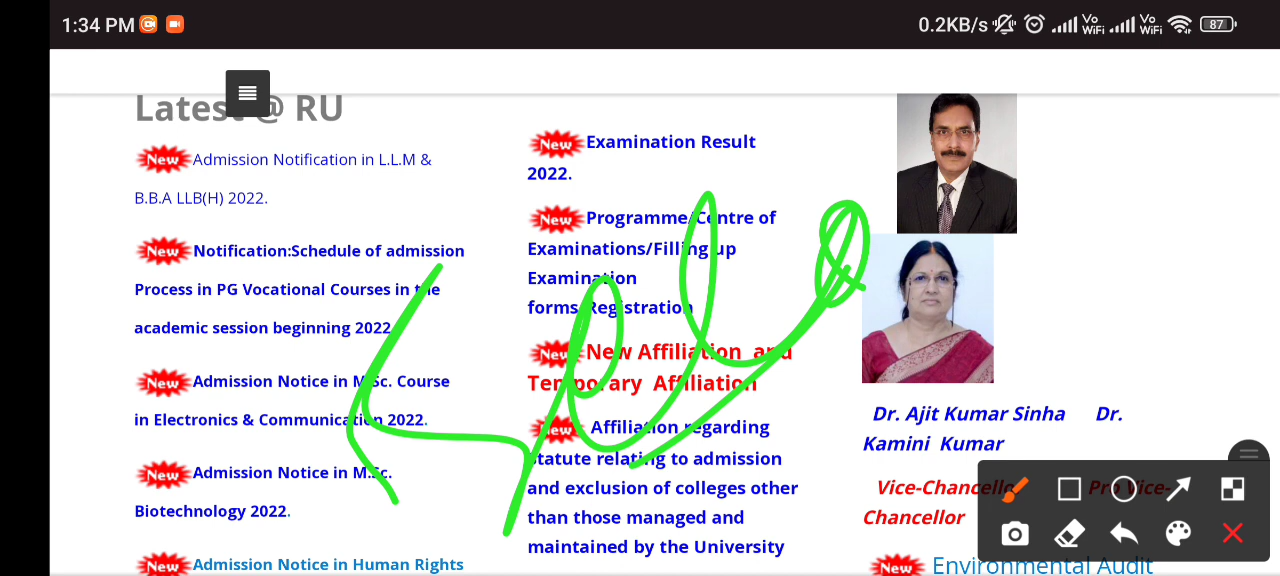 1:34 PM
0.2KB/s Vo WiFi Vo WiFi 87
Latest @ RU
New Admission Notification in L.L.M &
B.B.A LLB(H) 2022.
New Notification:Schedule of admission
Process in PG Vocational Courses in the
academic session beginning 2022.
New Admission Notice in M.Sc. Course
in Electronics & Communication 2022.
New Admission Notice in M.Sc.
Biotechnology 2022.
New Admission Notice in Human Rights
New Examination Result
2022.
New Programme/Centre of
Examinations/Filling up
Examination
forms/Registration
New New Affiliation and
Temporary Affiliation
New Affiliation regarding
statute relating to admission
and exclusion of colleges other
than those managed and
maintained by the University
Dr. Ajit Kumar Sinha Dr.
Kamini Kumar
Vice-Chancellor Pro Vice-
Chancellor
New Environmental Audit